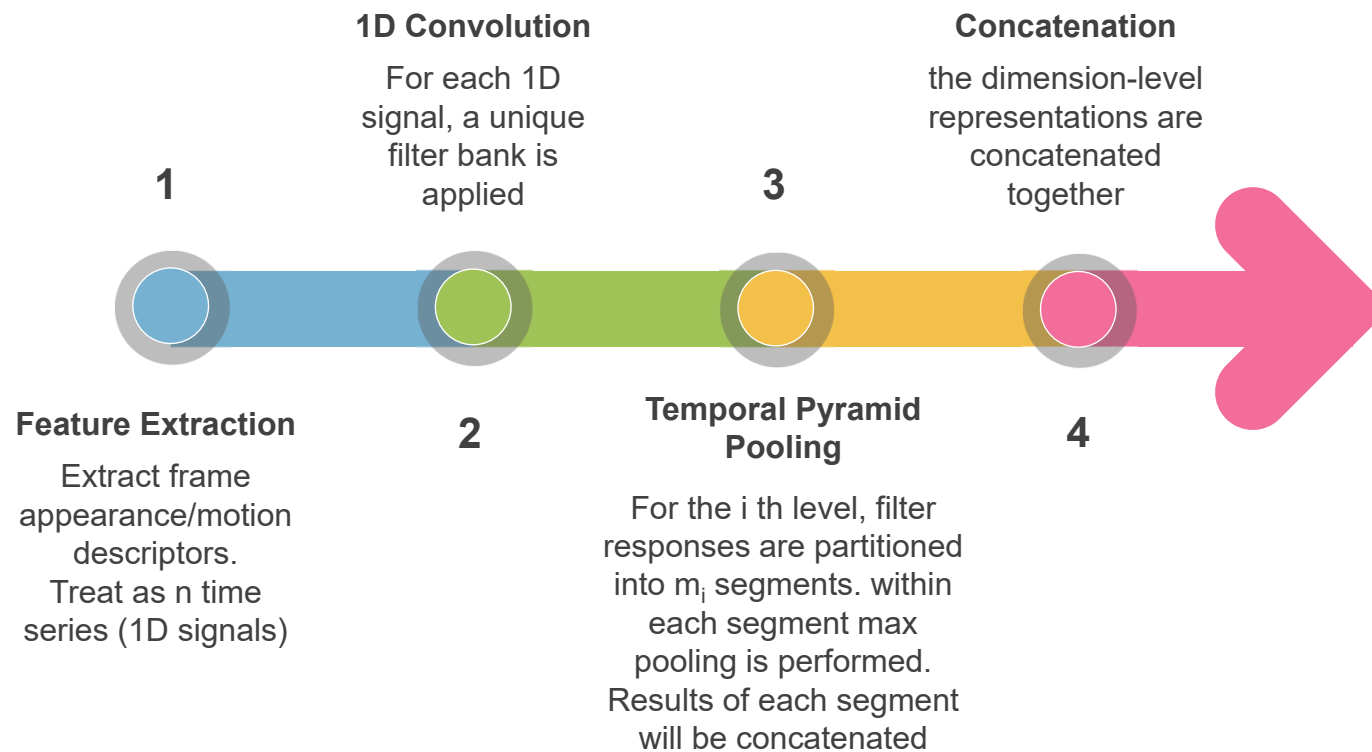 1
Feature Extraction
Extract frame
appearance/motion
descriptors.
Treat as n time
series (1D signals)
1D Convolution
For each 1D
signal, a unique
filter bank is
applied
2
3
Temporal Pyramid
Pooling
For the i th level, filter
responses are partitioned
into mᵢ segments. within
each segment max
pooling is performed.
Results of each segment
will be concatenated
Concatenation
the dimension-level
representations are
concatenated
together
4